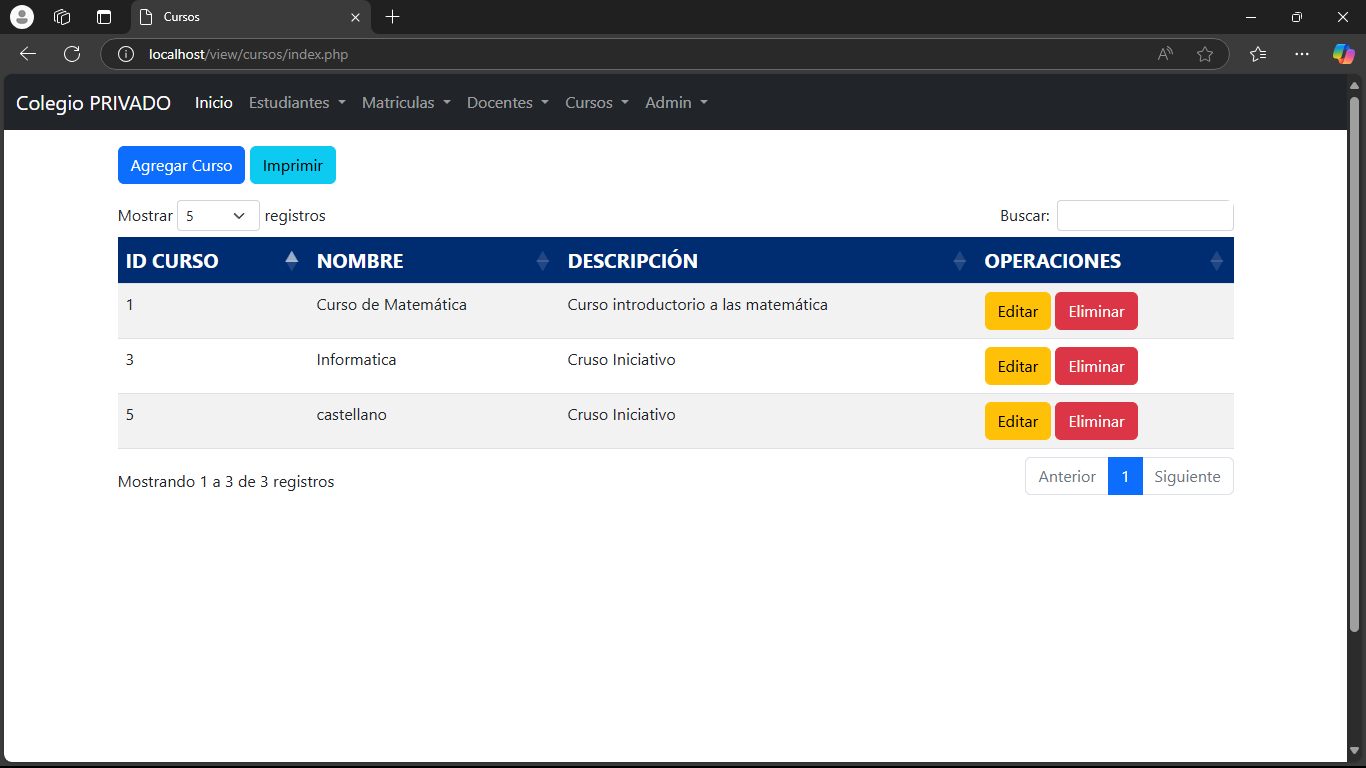 Cursos
localhost/view/cursos/index.php
Colegio PRIVADO Inicio Estudiantes Matriculas Docentes Cursos Admin
Agregar Curso Imprimir
Mostrar 5 registros Buscar:
ID CURSO NOMBRE DESCRIPCIÓN OPERACIONES
1 Curso de Matemática Curso introductorio a las matemática Editar Eliminar
3 Informatica Cruso Iniciativo Editar Eliminar
5 castellano Cruso Iniciativo Editar Eliminar
Mostrando 1 a 3 de 3 registros Anterior 1 Siguiente